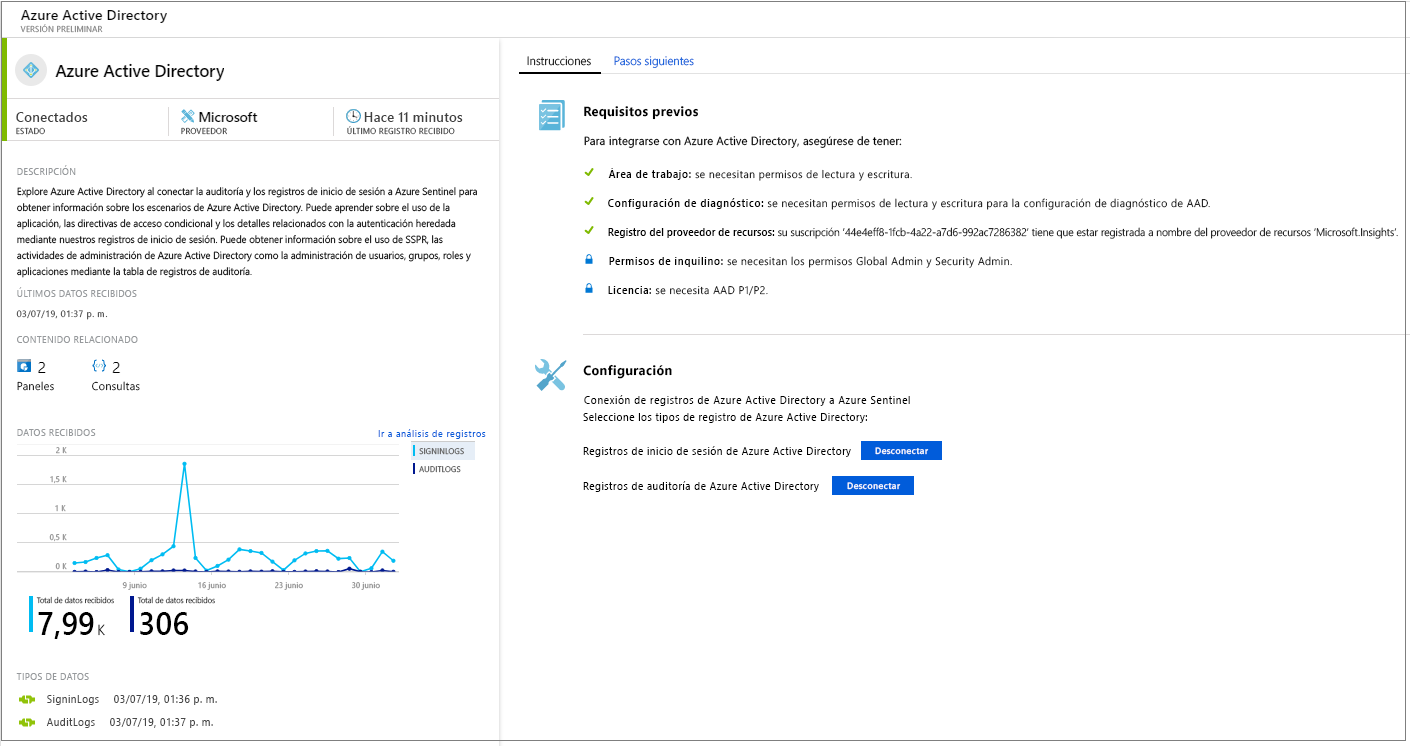 Azure Active Directory
VERSIÓN PRELIMINAR
Azure Active Directory
Conectados
ESTADO
Microsoft
PROVEEDOR
Hace 11 minutos
ÚLTIMO REGISTRO RECIBIDO
DESCRIPCIÓN
Explore Azure Active Directory al conectar la auditoría y los registros de inicio de sesión a Azure Sentinel para
obtener información sobre los escenarios de Azure Active Directory. Puede aprender sobre el uso de la
aplicación, las directivas de acceso condicional y los detalles relacionados con la autenticación heredada
mediante nuestros registros de inicio de sesión. Puede obtener información sobre el uso de SSPR, las
actividades de administración de Azure Active Directory como la administración de usuarios, grupos, roles y
aplicaciones mediante la tabla de registros de auditoría.
ÚLTIMOS DATOS RECIBIDOS
03/07/19, 01:37 p. m.
CONTENIDO RELACIONADO
2
Paneles
2
Consultas
DATOS RECIBIDOS
Ir a análisis de registros
2 K
1,5 K
1 K
0,5 K
0 K
9 junio
16 junio
23 junio
30 junio
SIGNINLOGS
AUDITLOGS
Total de datos recibidos
7,99 K
Total de datos recibidos
306
TIPOS DE DATOS
SigninLogs 03/07/19, 01:36 p. m.
AuditLogs 03/07/19, 01:37 p. m.
Instrucciones
Pasos siguientes
Requisitos previos
Para integrarse con Azure Active Directory, asegúrese de tener:
Área de trabajo: se necesitan permisos de lectura y escritura.
Configuración de diagnóstico: se necesitan permisos de lectura y escritura para la configuración de diagnóstico de AAD.
Registro del proveedor de recursos: su suscripción '44e4eff8-1fcb-4a22-a7d6-992ac7286382' tiene que estar registrada a nombre del proveedor de recursos 'Microsoft.Insights'.
Permisos de inquilino: se necesitan los permisos Global Admin y Security Admin.
Licencia: se necesita AAD P1/P2.
Configuración
Conexión de registros de Azure Active Directory a Azure Sentinel
Seleccione los tipos de registro de Azure Active Directory:
Registros de inicio de sesión de Azure Active Directory
Desconectar
Registros de auditoría de Azure Active Directory
Desconectar